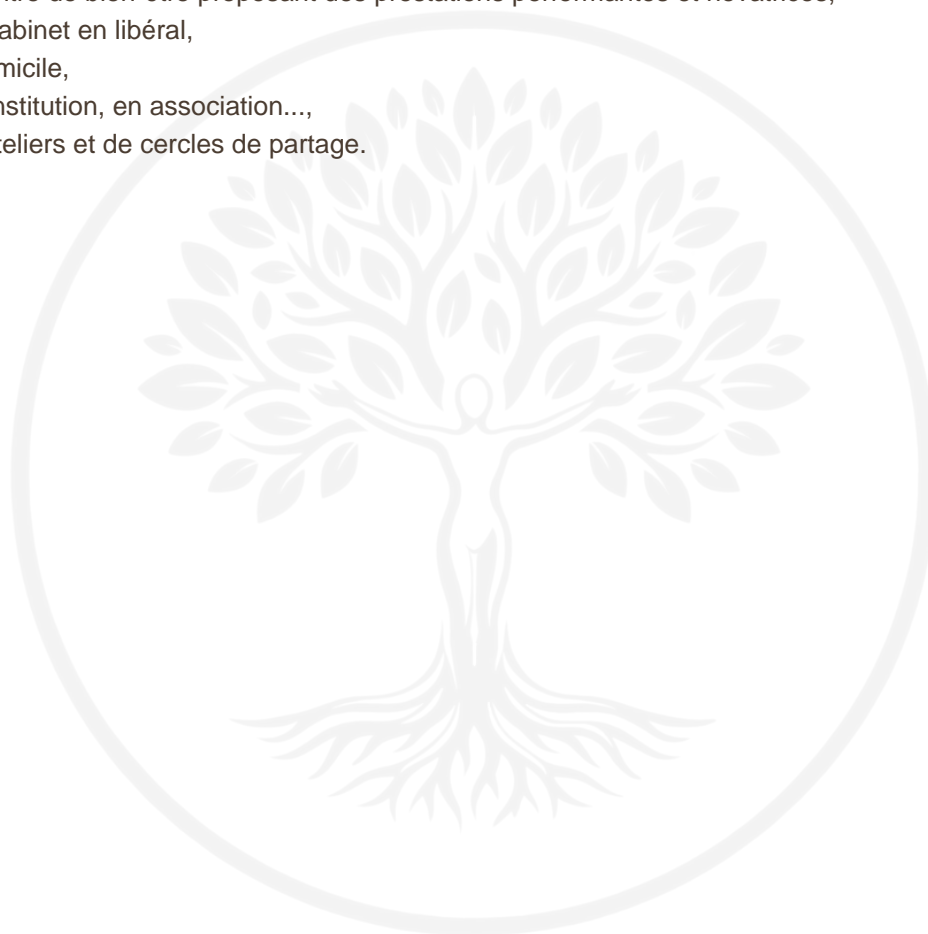 abinet en libéral,
micile,
nstitution, en association...,
teliers et de cercles de partage.